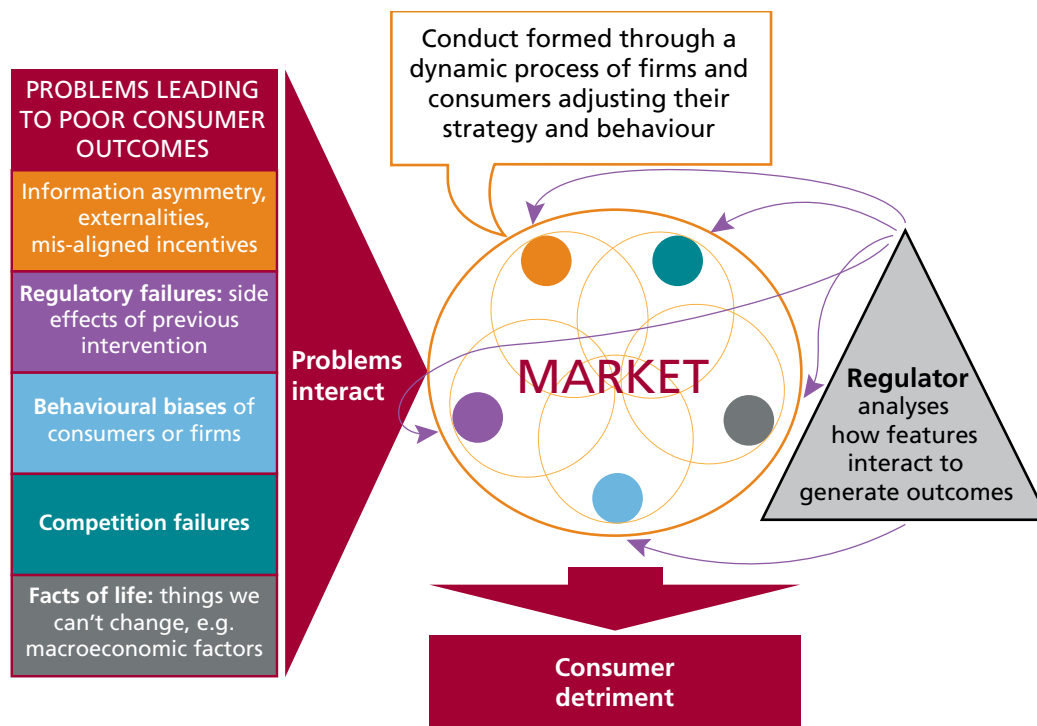 PROBLEMS LEADING
TO POOR CONSUMER
OUTCOMES
Information asymmetry,
externalities,
mis-aligned incentives
Regulatory failures: side
effects of previous
intervention
Behavioural biases of
consumers or firms
Competition failures
Facts of life: things we
can't change, e.g.
macroeconomic factors
Problems
interact
Conduct formed through a
dynamic process of firms and
consumers adjusting their
strategy and behaviour
MARKET
Regulator
analyses
how features
interact to
generate outcomes
Consumer
detriment